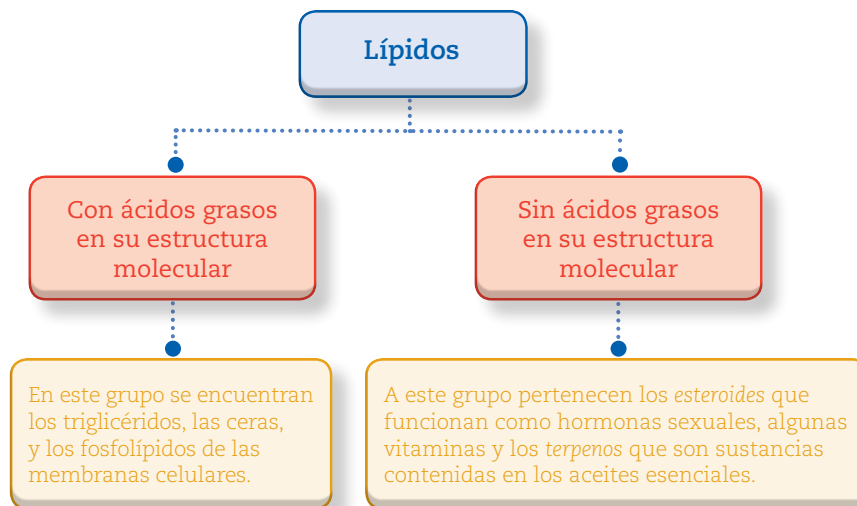 Lípidos
Con ácidos grasos
en su estructura
molecular
Sin ácidos grasos
en su estructura
molecular
En este grupo se encuentran
los triglicéridos, las ceras,
y los fosfolípidos de las
membranas celulares.
A este grupo pertenecen los esteroides que
funcionan como hormonas sexuales, algunas
vitaminas y los terpenos que son sustancias
contenidas en los aceites esenciales.